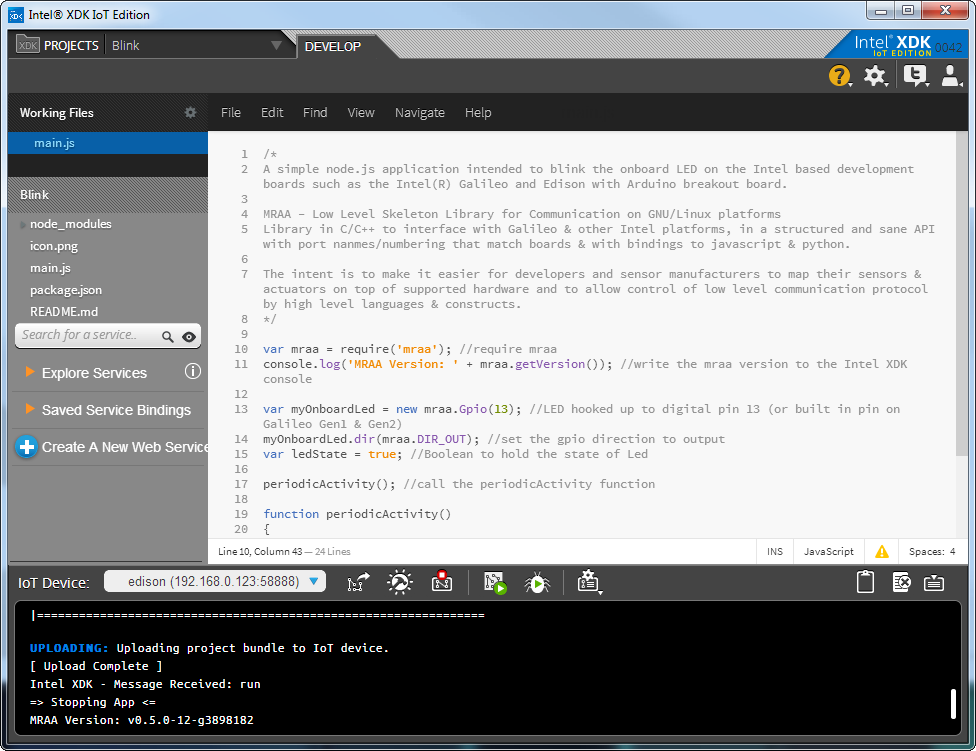 Intel® XDK IoT Edition
XDK PROJECTS Blink
DEVELOP
Intel® XDK
IoT EDITION 0042
Working Files
File Edit Find View Navigate Help
main.js
Blink
node_modules
icon.png
main.js
package.json
README.md
Search for a service..
Explore Services
Saved Service Bindings
Create A New Web Service
1 /*
2 A simple node.js application intended to blink the onboard LED on the Intel based development
boards such as the Intel(R) Galileo and Edison with Arduino breakout board.
3
4 MRAA - Low Level Skeleton Library for Communication on GNU/Linux platforms
5 Library in C/C++ to interface with Galileo & other Intel platforms, in a structured and sane API
with port nanmes/numbering that match boards & with bindings to javascript & python.
6
7 The intent is to make it easier for developers and sensor manufacturers to map their sensors &
actuators on top of supported hardware and to allow control of low level communication protocol
by high level languages & constructs.
8 */
9
10 var mraa = require('mraa'); //require mraa
11 console.log('MRAA Version: ' + mraa.getVersion()); //write the mraa version to the Intel XDK
console
12
13 var myOnboardLed = new mraa.Gpio(13); //LED hooked up to digital pin 13 (or built in pin on
Galileo Gen1 & Gen2)
14 myOnboardLed.dir(mraa.DIR_OUT); //set the gpio direction to output
15 var ledState = true; //Boolean to hold the state of Led
16
17 periodicActivity(); //call the periodicActivity function
18
19 function periodicActivity()
20 {
Line 10, Column 43 — 24 Lines
INS JavaScript Spaces: 4
IoT Device: edison (192.168.0.123:58888)
|================================================================
UPLOADING: Uploading project bundle to IoT device.
[ Upload Complete ]
Intel XDK - Message Received: run
=> Stopping App <=
MRAA Version: v0.5.0-12-g3898182